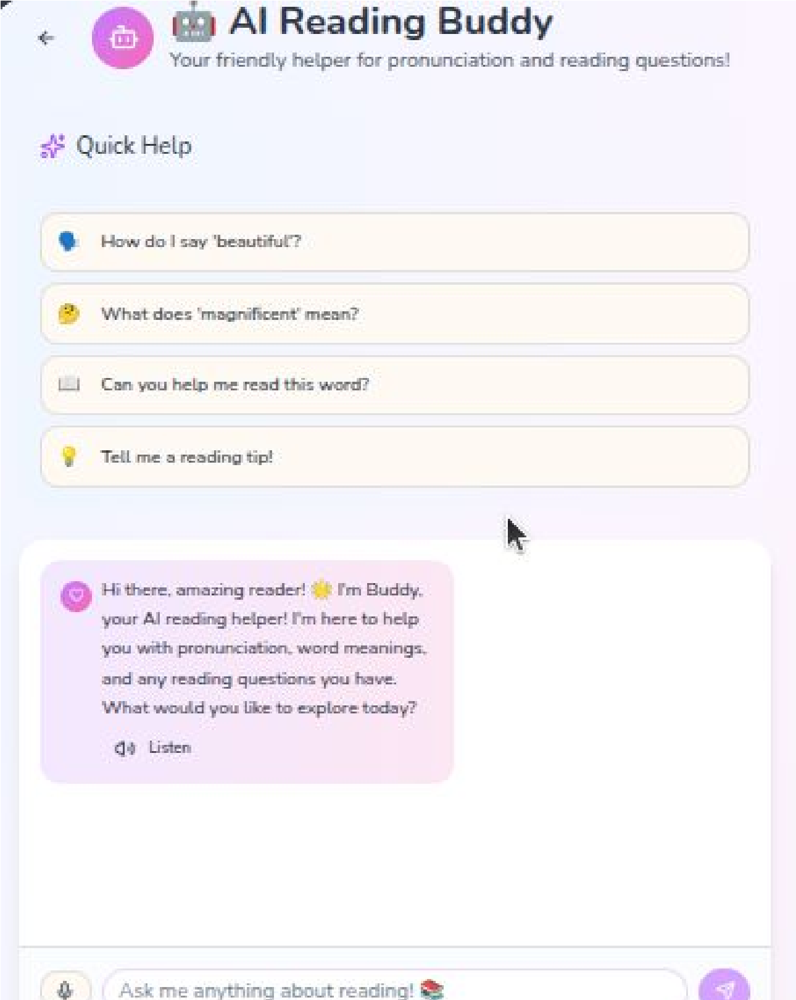 🤖 AI Reading Buddy
Your friendly helper for pronunciation and reading questions!
Quick Help
How do I say 'beautiful'?
What does 'magnificent' mean?
Can you help me read this word?
Tell me a reading tip!
Hi there, amazing reader! 🌟 I'm Buddy,
your AI reading helper! I'm here to help
you with pronunciation, word meanings,
and any reading questions you have.
What would you like to explore today?
Listen
Ask me anything about reading! 📚